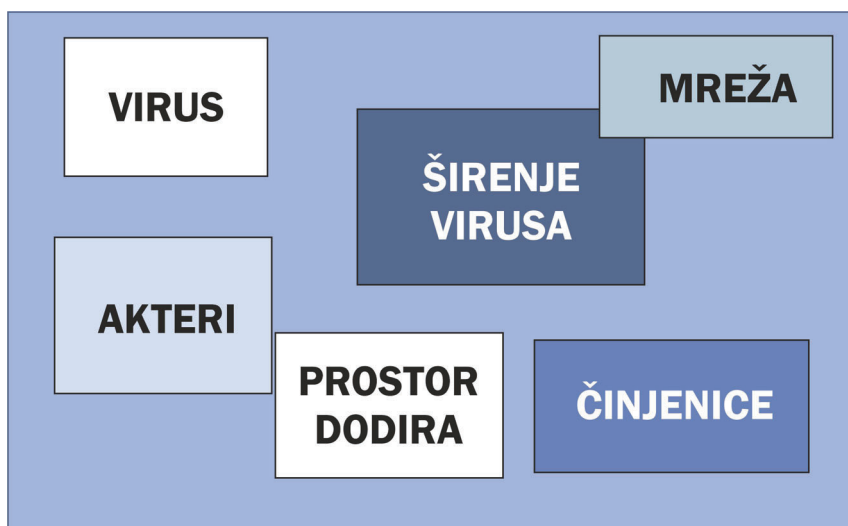 VIRUS
MREŽA
ŠIRENJE
VIRUSA
AKTERI
PROSTOR
DODIRA
ČINJENICE